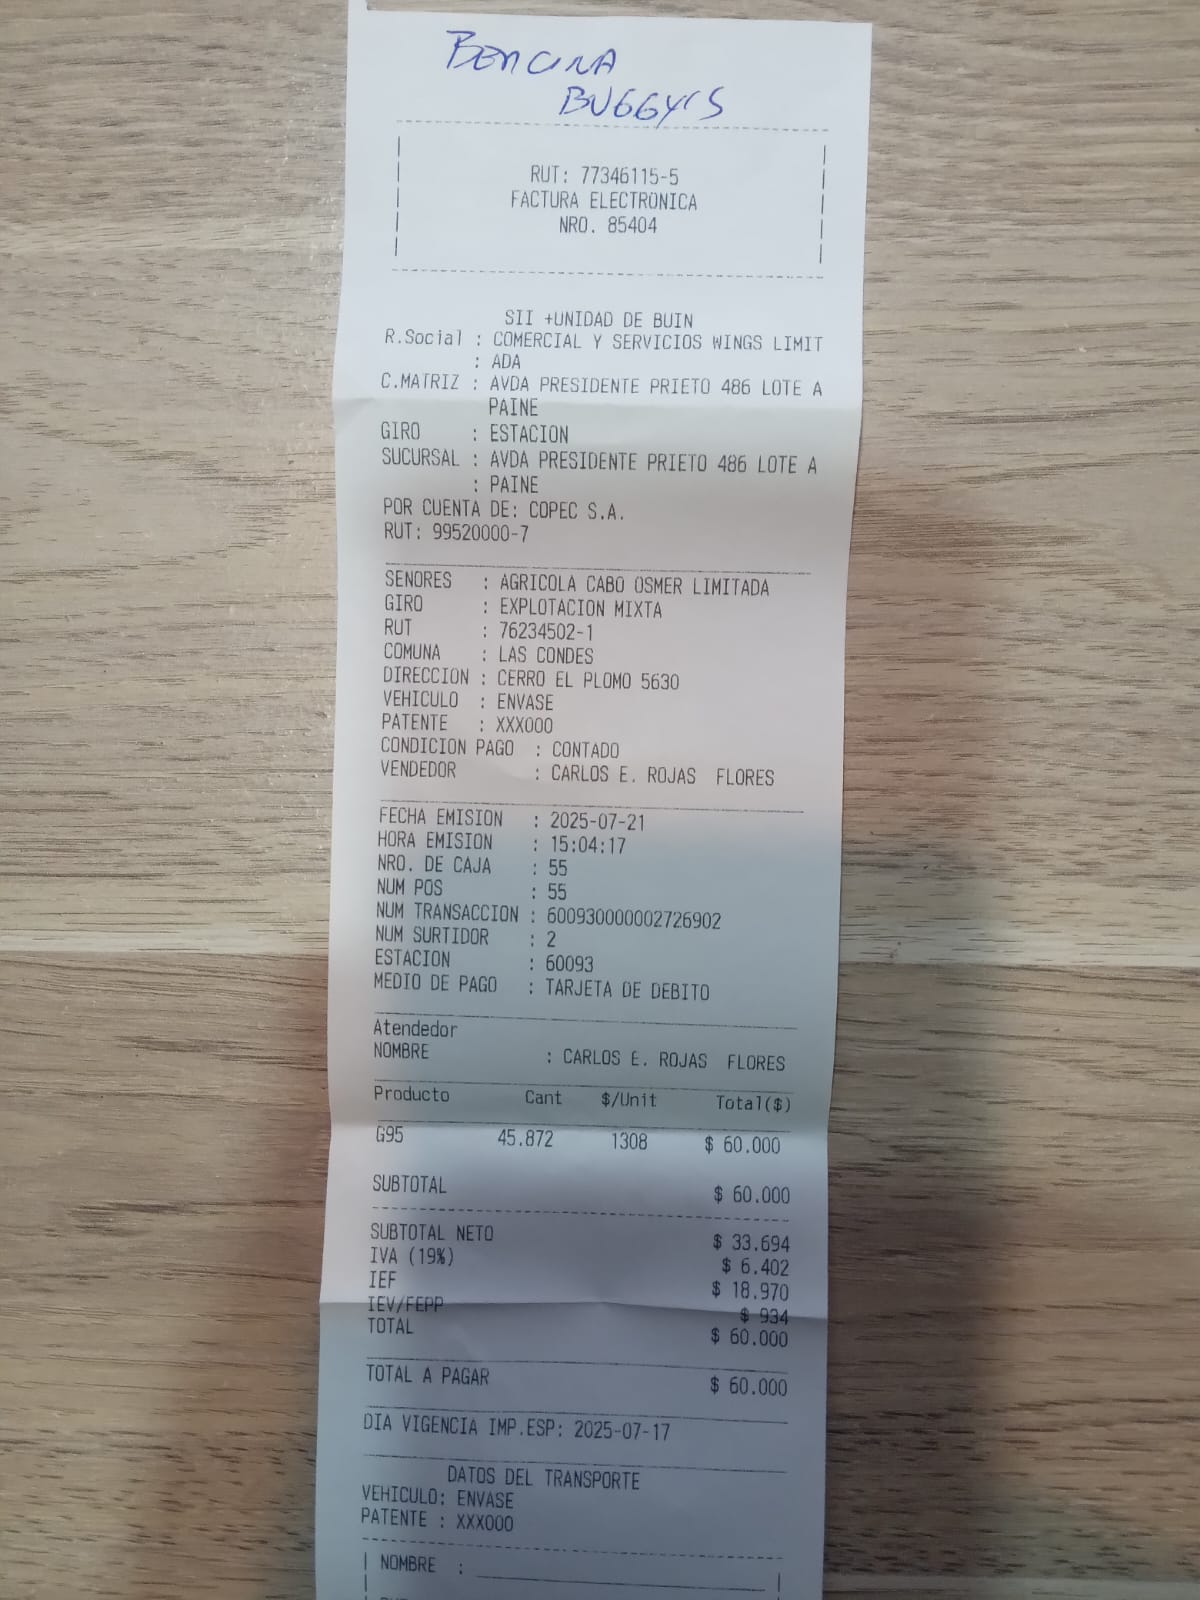 BENCINA
BUGGY'S
RUT: 77346115-5
FACTURA ELECTRONICA
NRO. 85404
SII +UNIDAD DE BUIN
R.Social : COMERCIAL Y SERVICIOS WINGS LIMIT
: ADA
C.MATRIZ : AVDA PRESIDENTE PRIETO 486 LOTE A
PAINE
GIRO : ESTACION
SUCURSAL : AVDA PRESIDENTE PRIETO 486 LOTE A
: PAINE
POR CUENTA DE: COPEC S.A.
RUT: 99520000-7
SENORES : AGRICOLA CABO OSMER LIMITADA
GIRO : EXPLOTACION MIXTA
RUT : 76234502-1
COMUNA : LAS CONDES
DIRECCION : CERRO EL PLOMO 5630
VEHICULO : ENVASE
PATENTE : XXX000
CONDICION PAGO : CONTADO
VENDEDOR : CARLOS E. ROJAS FLORES
FECHA EMISION : 2025-07-21
HORA EMISION : 15:04:17
NRO. DE CAJA : 55
NUM POS : 55
NUM TRANSACCION : 600930000002726902
NUM SURTIDOR : 2
ESTACION : 60093
MEDIO DE PAGO : TARJETA DE DEBITO
Atendedor
NOMBRE : CARLOS E. ROJAS FLORES
Producto Cant $/Unit Total($)
G95 45.872 1308 $ 60.000
SUBTOTAL $ 60.000
SUBTOTAL NETO $ 33.694
IVA (19%) $ 6.402
IEF $ 18.970
IEV/FEPP $ 934
TOTAL $ 60.000
TOTAL A PAGAR $ 60.000
DIA VIGENCIA IMP.ESP: 2025-07-17
DATOS DEL TRANSPORTE
VEHICULO: ENVASE
PATENTE : XXX000
NOMBRE :